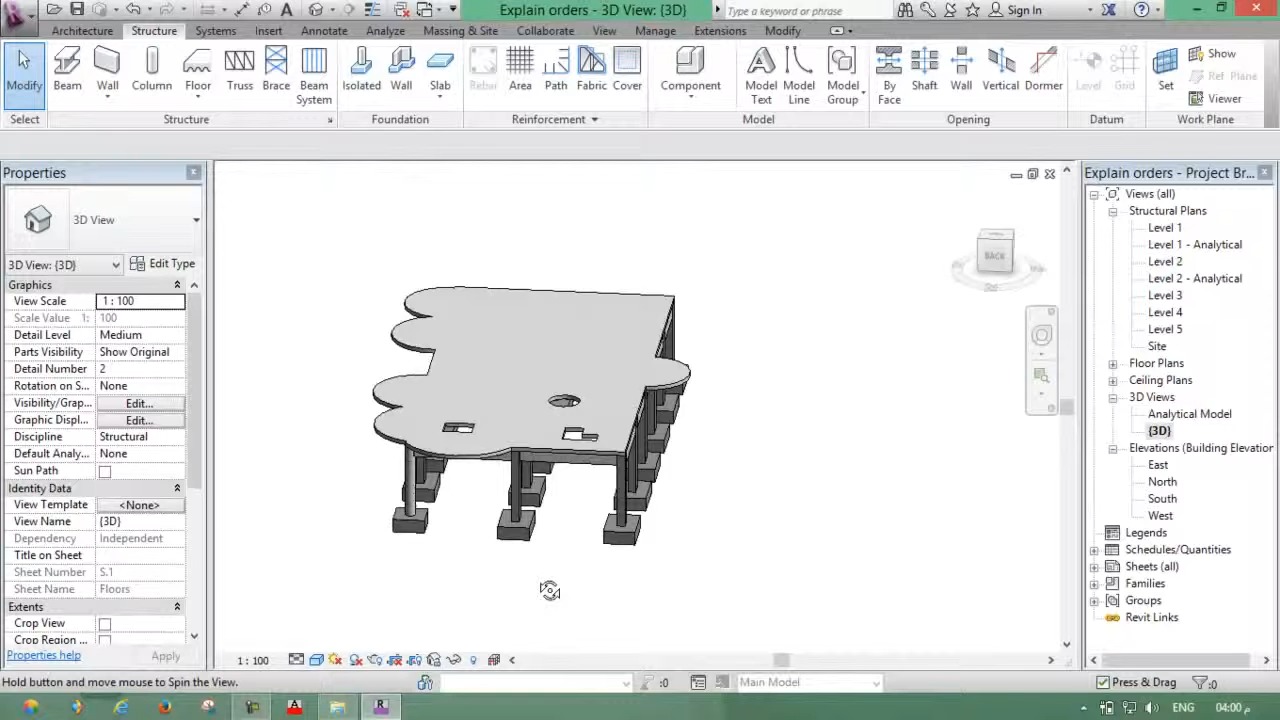 Explain orders - 3D View: {3D}
Type a keyword or phrase
Sign In
Architecture Structure Systems Insert Annotate Analyze Massing & Site Collaborate View Manage Extensions Modify
Modify Beam Wall Column Floor Truss Brace Beam System Isolated Wall Slab Rebar Area Path Fabric Cover Component Model Text Model Line Model Group By Face Shaft Wall Vertical Dormer Level Grid Set Show Ref Plane Viewer
Select Structure Foundation Reinforcement Model Opening Datum Work Plane
Properties
3D View
3D View: {3D} Edit Type
Graphics
View Scale 1 : 100
Scale Value 1: 100
Detail Level Medium
Parts Visibility Show Original
Detail Number 2
Rotation on S... None
Visibility/Grap... Edit...
Graphic Displ... Edit...
Discipline Structural
Default Analy... None
Sun Path
Identity Data
View Template <None>
View Name {3D}
Dependency Independent
Title on Sheet
Sheet Number S.1
Sheet Name Floors
Extents
Crop View
Crop Region ...
Properties help Apply
BACK
1 : 100
Explain orders - Project Br...
Views (all)
Structural Plans
Level 1
Level 1 - Analytical
Level 2
Level 2 - Analytical
Level 3
Level 4
Level 5
Site
Floor Plans
Ceiling Plans
3D Views
Analytical Model
{3D}
Elevations (Building Elevation
East
North
South
West
Legends
Schedules/Quantities
Sheets (all)
Families
Groups
Revit Links
Hold button and move mouse to Spin the View.
:0
Main Model
Press & Drag
:0
ENG
04:00 م